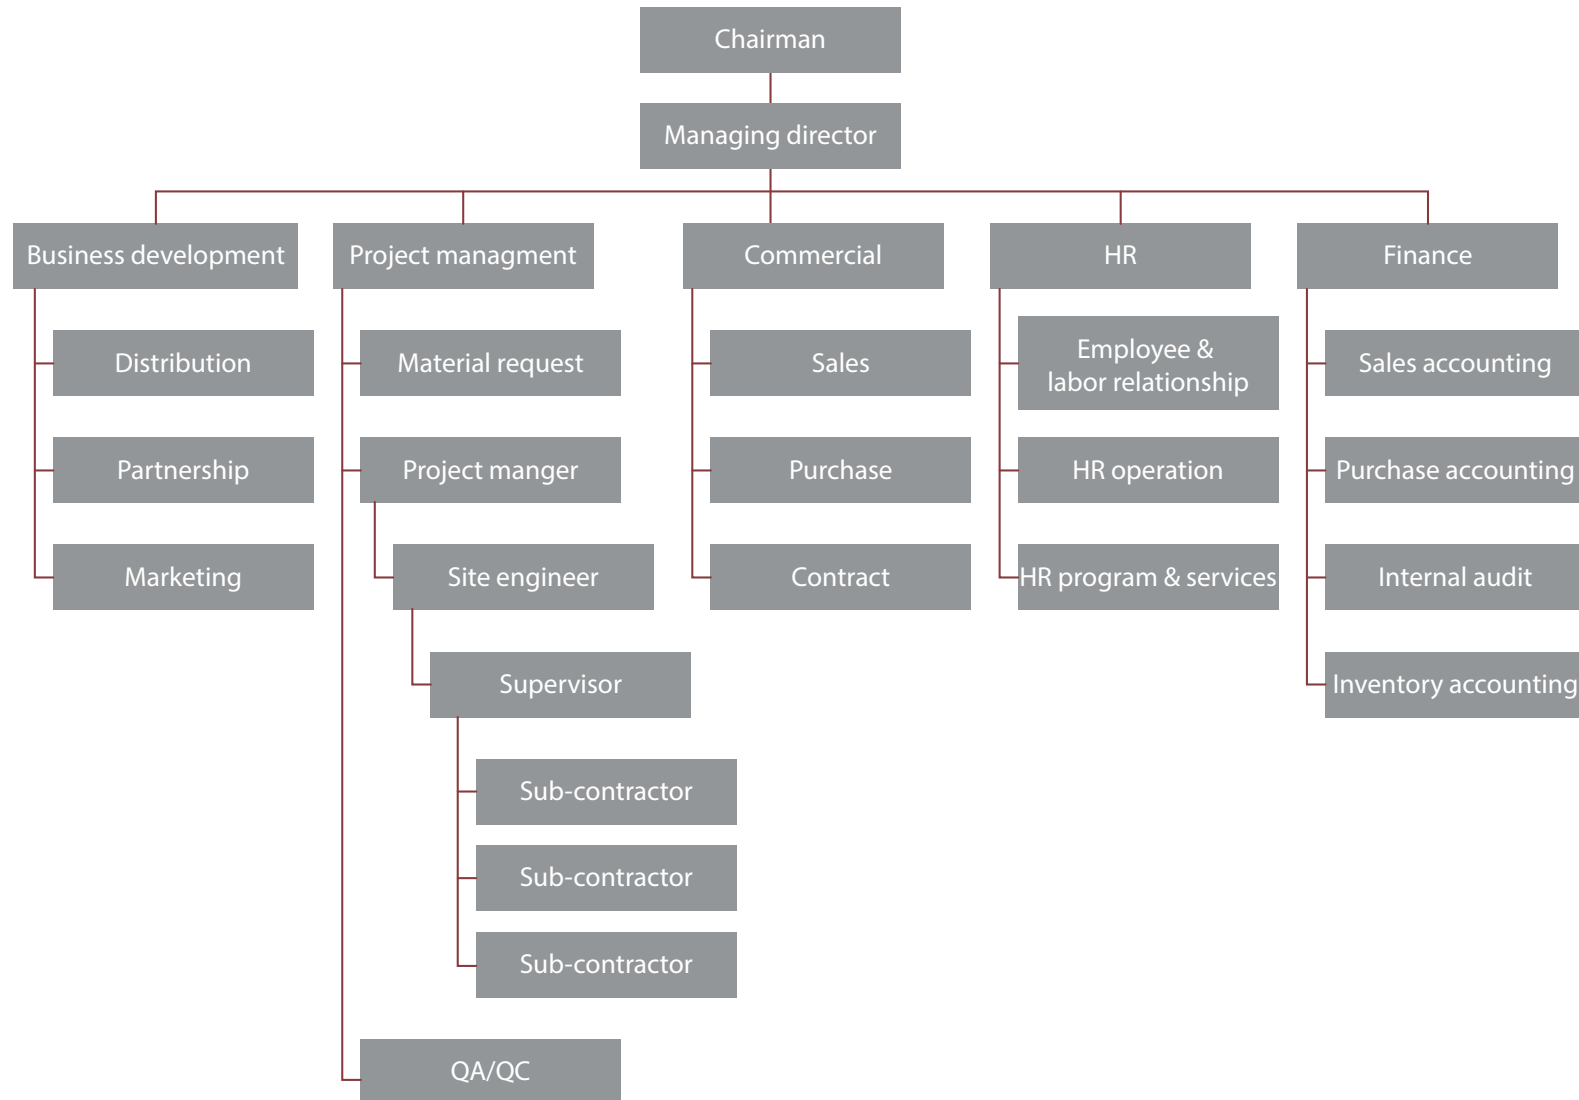 Chairman
Managing director
Business development
Project managment
Commercial
HR
Finance
Distribution
Material request
Sales
Employee &
labor relationship
Sales accounting
Partnership
Project manger
Purchase
HR operation
Purchase accounting
Marketing
Site engineer
Contract
HR program & services
Internal audit
Supervisor
Inventory accounting
Sub-contractor
Sub-contractor
Sub-contractor
QA/QC